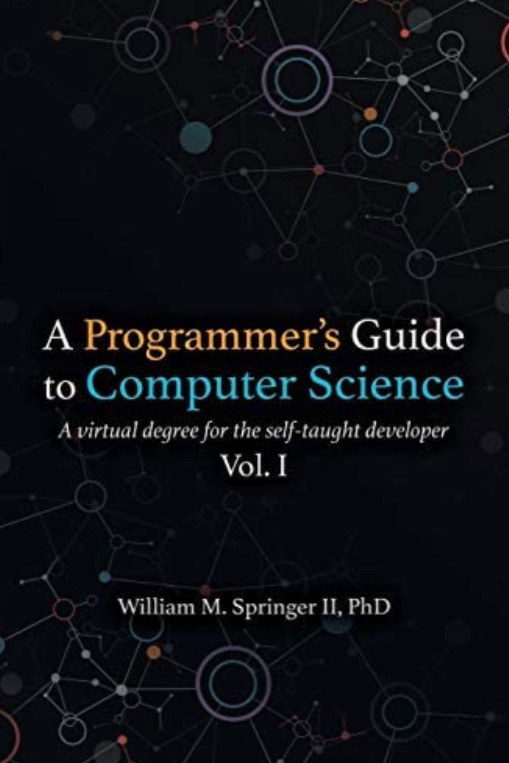 A Programmer's Guide
to Computer Science
A virtual degree for the self-taught developer
Vol. I
William M. Springer II, PhD